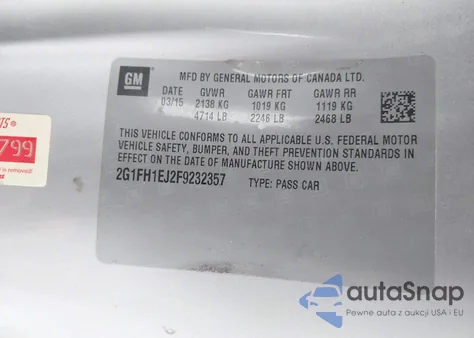 GM
MFD BY GENERAL MOTORS OF CANADA LTD.
DATE GVWR GAWR FRT GAWR RR
03/15 2138 KG 1019 KG 1119 KG
4714 LB 2246 LB 2468 LB
THIS VEHICLE CONFORMS TO ALL APPLICABLE U.S. FEDERAL MOTOR
VEHICLE SAFETY, BUMPER, AND THEFT PREVENTION STANDARDS IN
EFFECT ON THE DATE OF MANUFACTURE SHOWN ABOVE.
2G1FH1EJ2F9232357 TYPE: PASS CAR
799
is removed!
autoSnap
Pewne auta z aukcji USA i EU